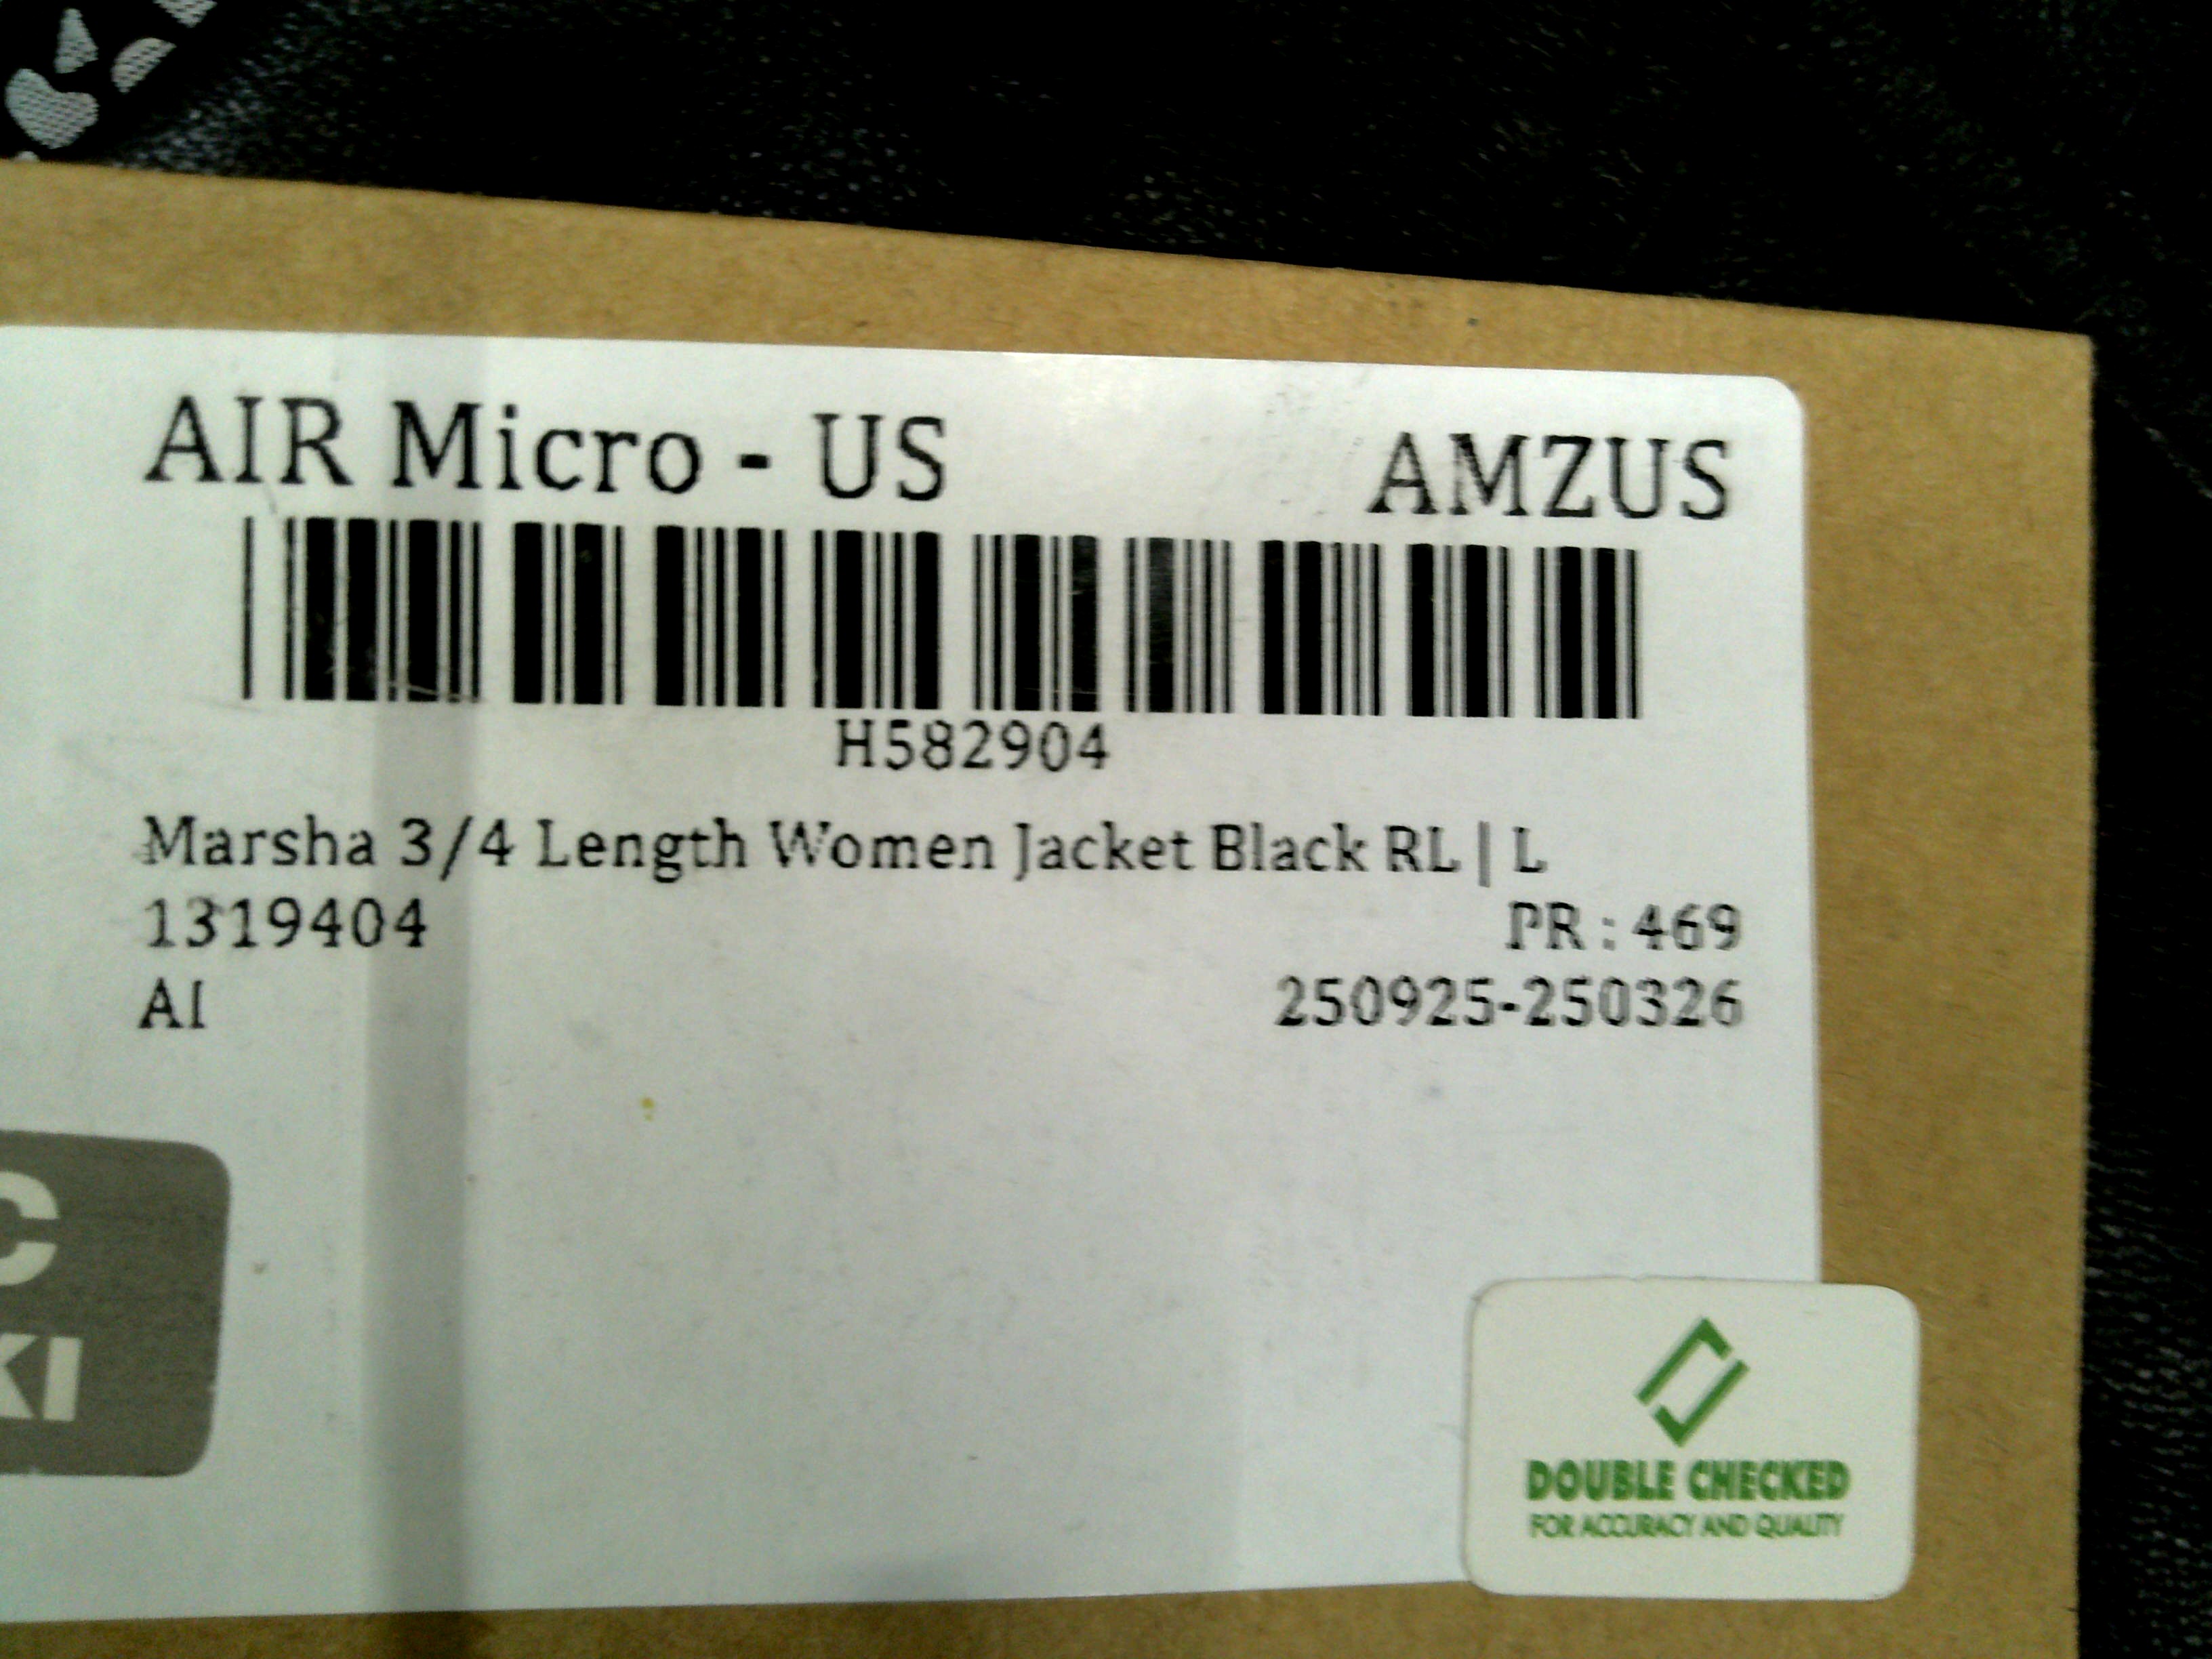 AIR Micro - US AMZUS
H582904
Marsha 3/4 Length Women Jacket Black RL | L
1319404 PR : 469
AI 250925-250326
C
KI
DOUBLE CHECKED
FOR ACCURACY AND QUALITY